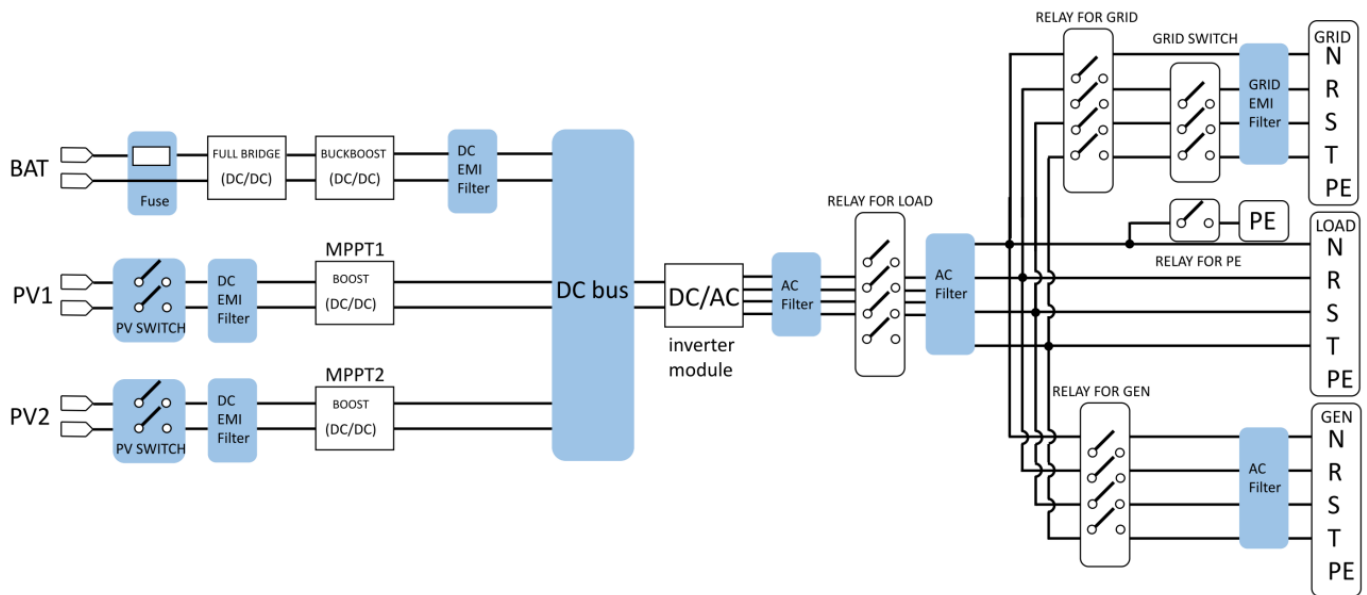 BAT
Fuse
FULL BRIDGE
(DC/DC)
BUCKBOOST
(DC/DC)
DC
EMI
Filter
PV1
PV SWITCH
DC
EMI
Filter
MPPT1
BOOST
(DC/DC)
PV2
PV SWITCH
DC
EMI
Filter
MPPT2
BOOST
(DC/DC)
DC bus
DC/AC
inverter
module
AC
Filter
RELAY FOR LOAD
AC
Filter
RELAY FOR GRID
GRID SWITCH
GRID
EMI
Filter
GRID
N
R
S
T
PE
PE
RELAY FOR PE
LOAD
N
R
S
T
PE
RELAY FOR GEN
AC
Filter
GEN
N
R
S
T
PE